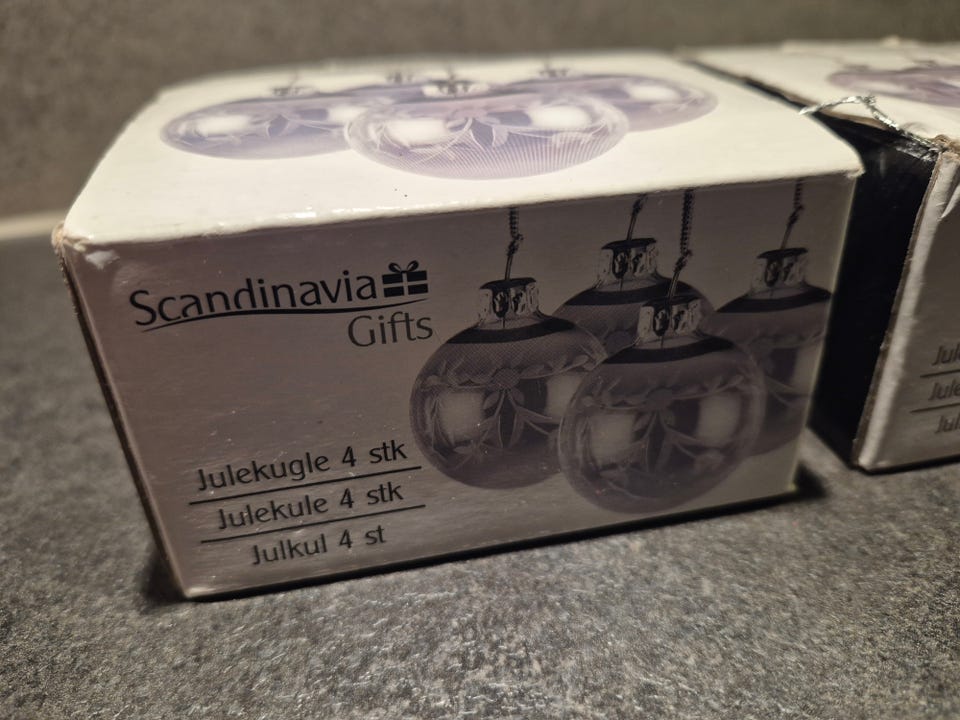 Scandinavia
Gifts
Julekugle 4 stk
Julekule 4 stk
Julkul 4 st